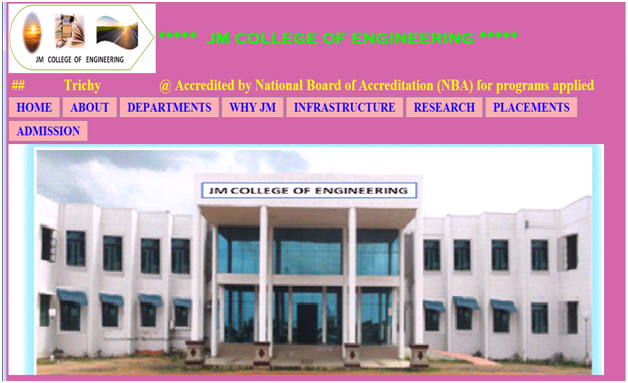 JM COLLEGE OF ENGINEERING
***** JM COLLEGE OF ENGINEERING *****
## Trichy @ Accredited by National Board of Accreditation (NBA) for programs applied
HOME ABOUT DEPARTMENTS WHY JM INFRASTRUCTURE RESEARCH PLACEMENTS
ADMISSION
JM COLLEGE OF ENGINEERING